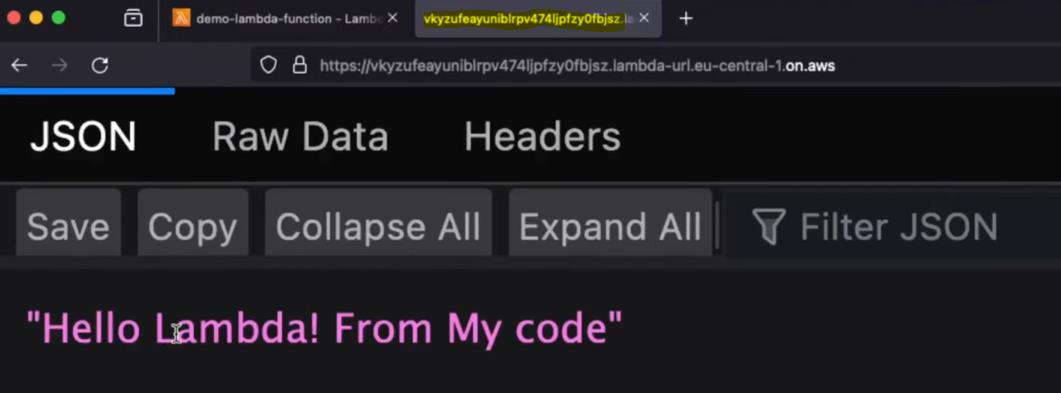 demo-lambda-function - Lambd
vkyzufeayuniblrpv474ljpfzy0fbjsz.la
https://vkyzufeayuniblrpv474ljpfzy0fbjsz.lambda-url.eu-central-1.on.aws
JSON Raw Data Headers
Save Copy Collapse All Expand All Filter JSON
"Hello Lambda! From My code"